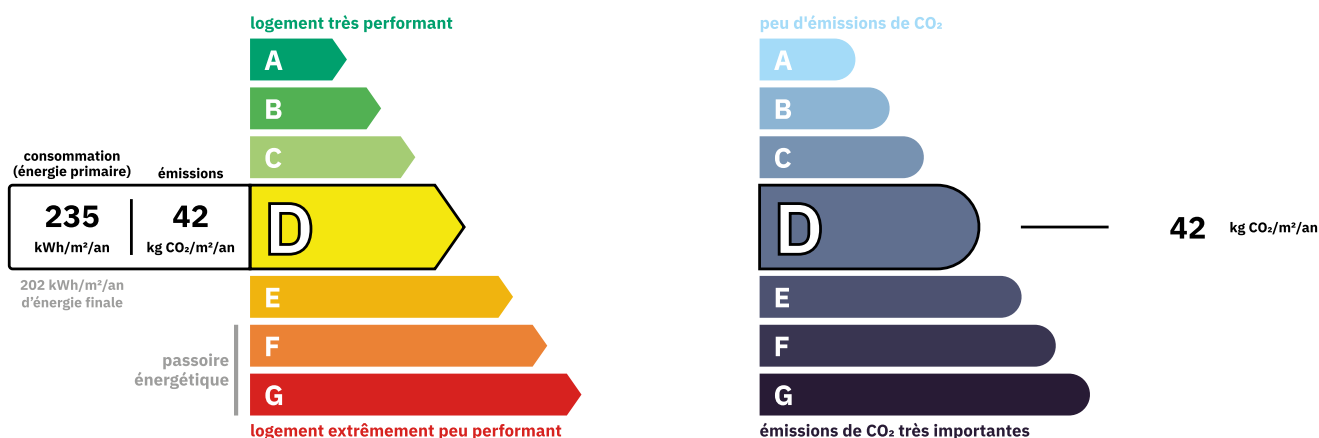 logement très performant
A
B
C
consommation
(énergie primaire)
émissions
235
kWh/m²/an
42
kg CO₂/m²/an
D
202 kWh/m²/an
d'énergie finale
E
passoire
énergétique
F
G
logement extrêmement peu performant
peu d'émissions de CO₂
A
B
C
D
42 kg CO₂/m²/an
E
F
G
émissions de CO₂ très importantes